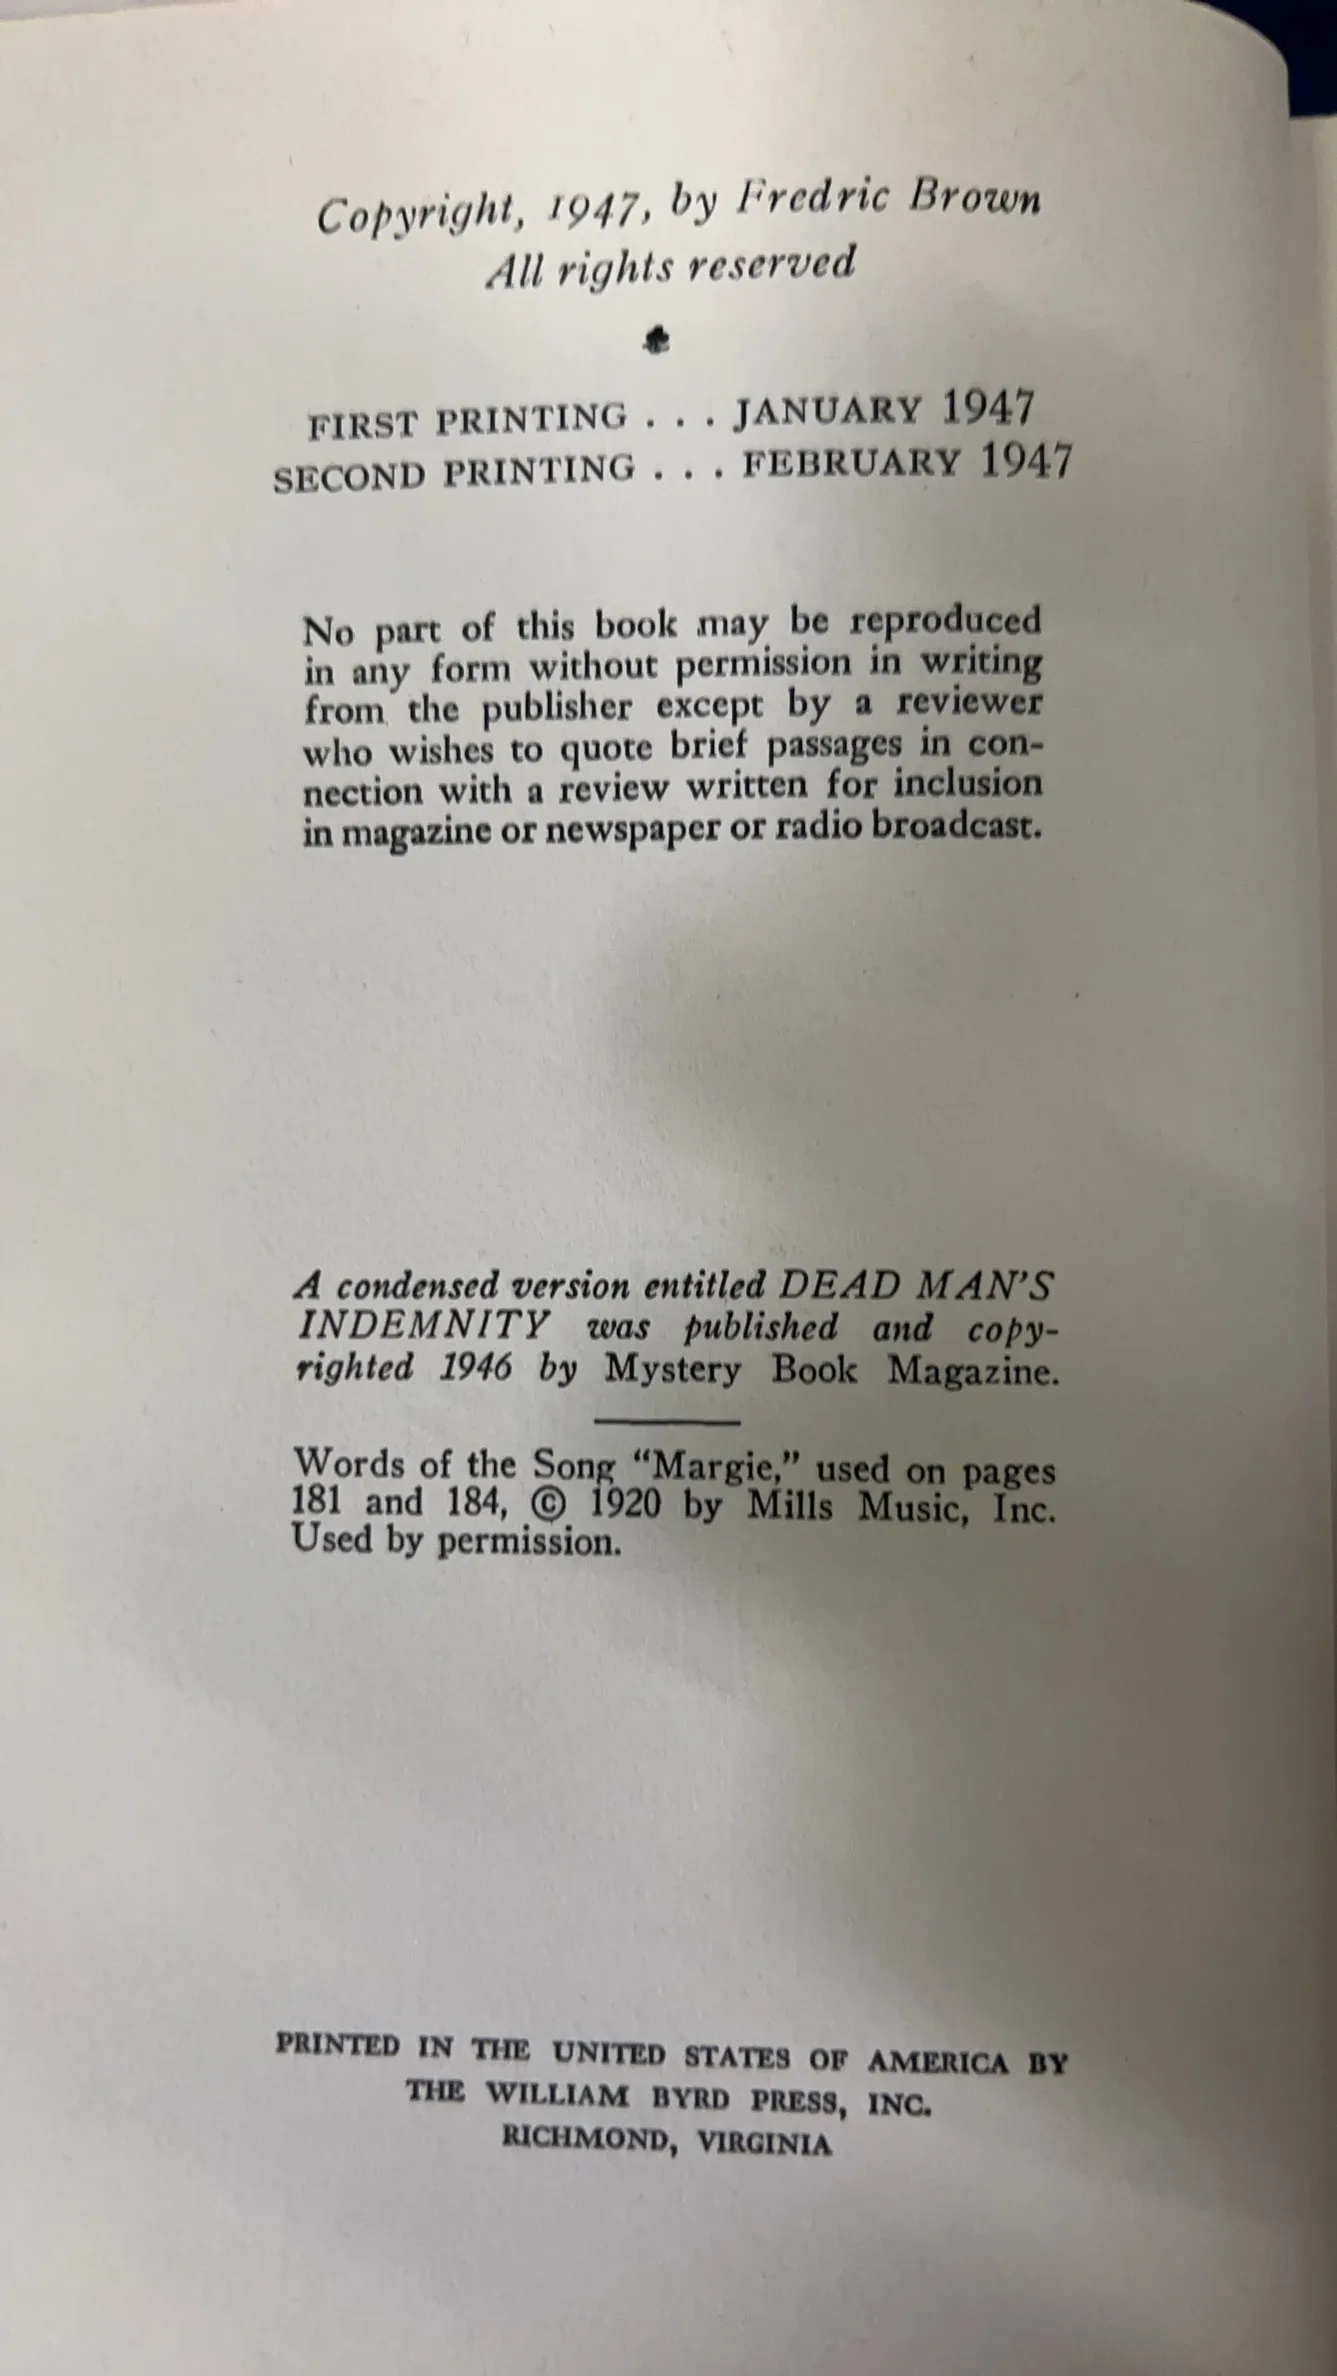 Copyright, 1947, by Fredric Brown
All rights reserved
FIRST PRINTING . . . JANUARY 1947
SECOND PRINTING . . . FEBRUARY 1947
No part of this book may be reproduced
in any form without permission in writing
from the publisher except by a reviewer
who wishes to quote brief passages in con-
nection with a review written for inclusion
in magazine or newspaper or radio broadcast.
A condensed version entitled DEAD MAN'S
INDEMNITY was published and copy-
righted 1946 by Mystery Book Magazine.
Words of the Song “Margie,” used on pages
181 and 184, © 1920 by Mills Music, Inc.
Used by permission.
PRINTED IN THE UNITED STATES OF AMERICA BY
THE WILLIAM BYRD PRESS, INC.
RICHMOND, VIRGINIA